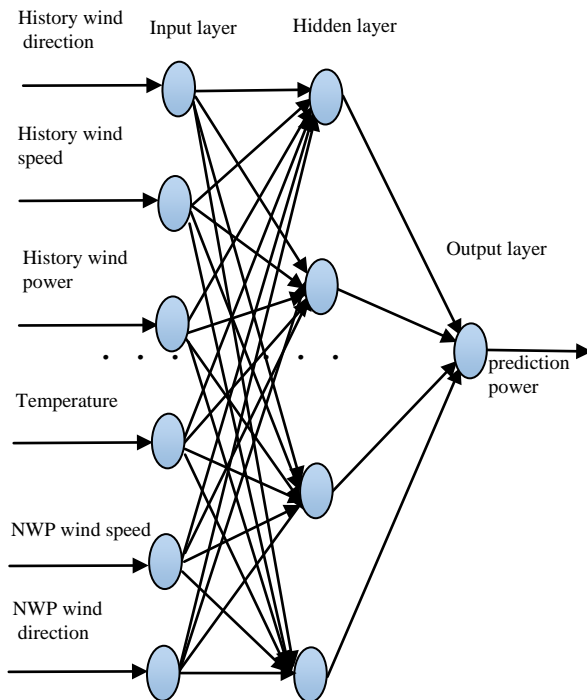 History wind
direction
Input layer
Hidden layer
History wind
speed
History wind
power
Output layer
. . . . . . . .
prediction
power
Temperature
NWP wind speed
NWP wind
direction